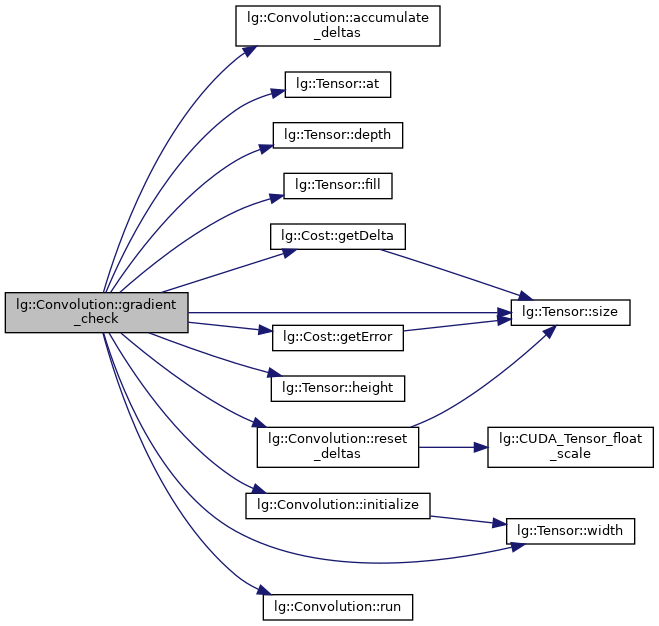 lg::Convolution::accumulate
_deltas
lg::Tensor::at
lg::Tensor::depth
lg::Tensor::fill
lg::Cost::getDelta
lg::Convolution::gradient
_check
lg::Tensor::size
lg::Cost::getError
lg::Tensor::height
lg::Convolution::reset
_deltas
lg::CUDA_Tensor_float
_scale
lg::Convolution::initialize
lg::Tensor::width
lg::Convolution::run